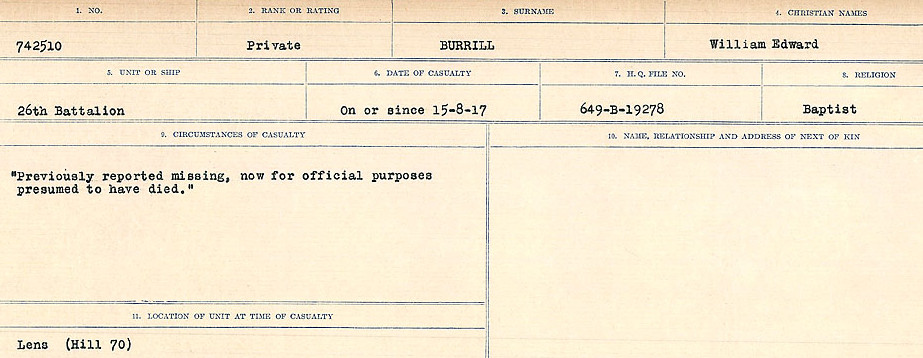 1. NO.
2. RANK OR RATING
3. SURNAME
4. CHRISTIAN NAMES
742510
Private
BURRILL
William Edward
5. UNIT OR SHIP
6. DATE OF CASUALTY
7. H. Q. FILE NO.
8. RELIGION
26th Battalion
On or since 15-8-17
649-B-19278
Baptist
9. CIRCUMSTANCES OF CASUALTY
10. NAME, RELATIONSHIP AND ADDRESS OF NEXT OF KIN
"Previously reported missing, now for official purposes
presumed to have died."
11. LOCATION OF UNIT AT TIME OF CASUALTY
Lens (Hill 70)